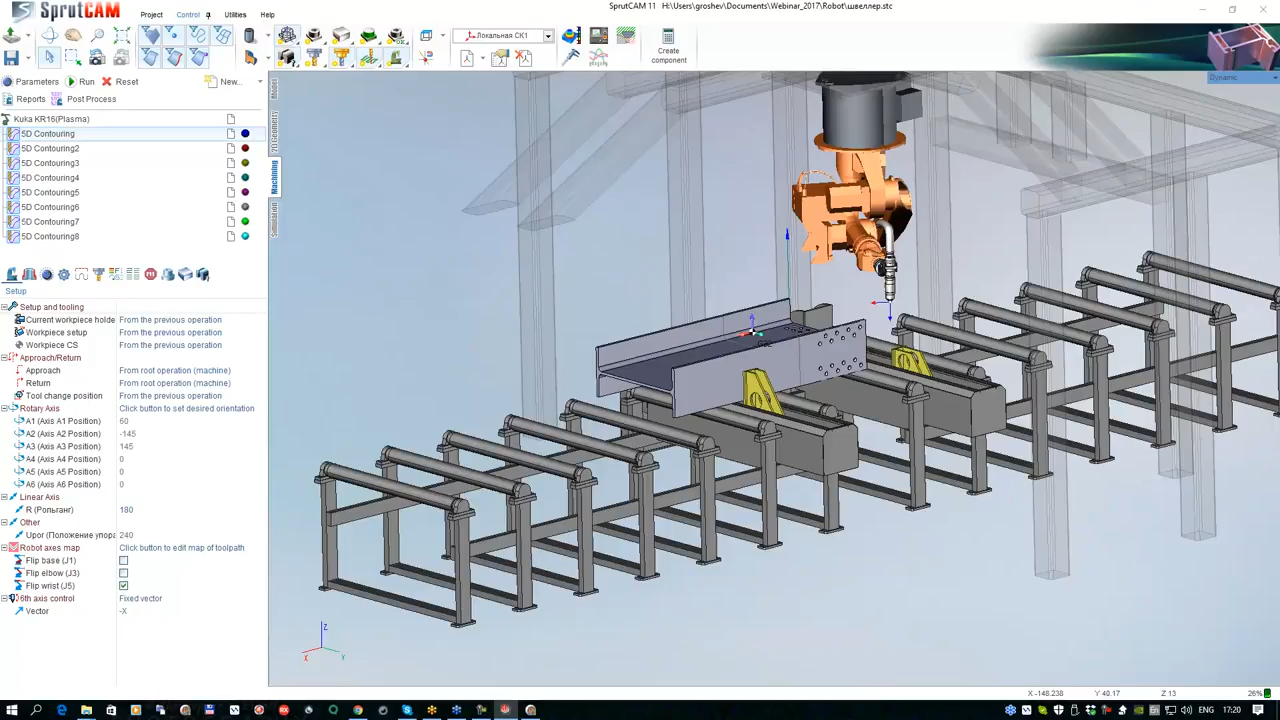 SprutCAM
Project
Control
Utilities
Help
SprutCAM 11 : H:\Users\groshev\Documents\Webinar_2017\Robot\швеллер.stc
Локальная СК1
Create
component
Dynamic
Parameters
Run
Reset
New...
Reports
Post Process
Model
2D Geometry
Machining
Simulation
Kuka KR16(Plasma)
5D Contouring
5D Contouring2
5D Contouring3
5D Contouring4
5D Contouring5
5D Contouring6
5D Contouring7
5D Contouring8
Setup
Setup and tooling
Current workpiece holde From the previous operation
Workpiece setup From the previous operation
Workpiece CS From the previous operation
Approach/Return
Approach From root operation (machine)
Return From root operation (machine)
Tool change position From the previous operation
Rotary Axis Click button to set desired orientation
A1 (Axis A1 Position) 60
A2 (Axis A2 Position) -145
A3 (Axis A3 Position) 145
A4 (Axis A4 Position) 0
A5 (Axis A5 Position) 0
A6 (Axis A6 Position) 0
Linear Axis
R (Рольганг) 180
Other
Upor (Положение упора 240
Robot axes map Click button to edit map of toolpath
Flip base (J1)
Flip elbow (J3)
Flip wrist (J5)
6th axis control Fixed vector
Vector -X
Z
X
Y
X -148.238 Y 40.17 Z 13 26%
17:20